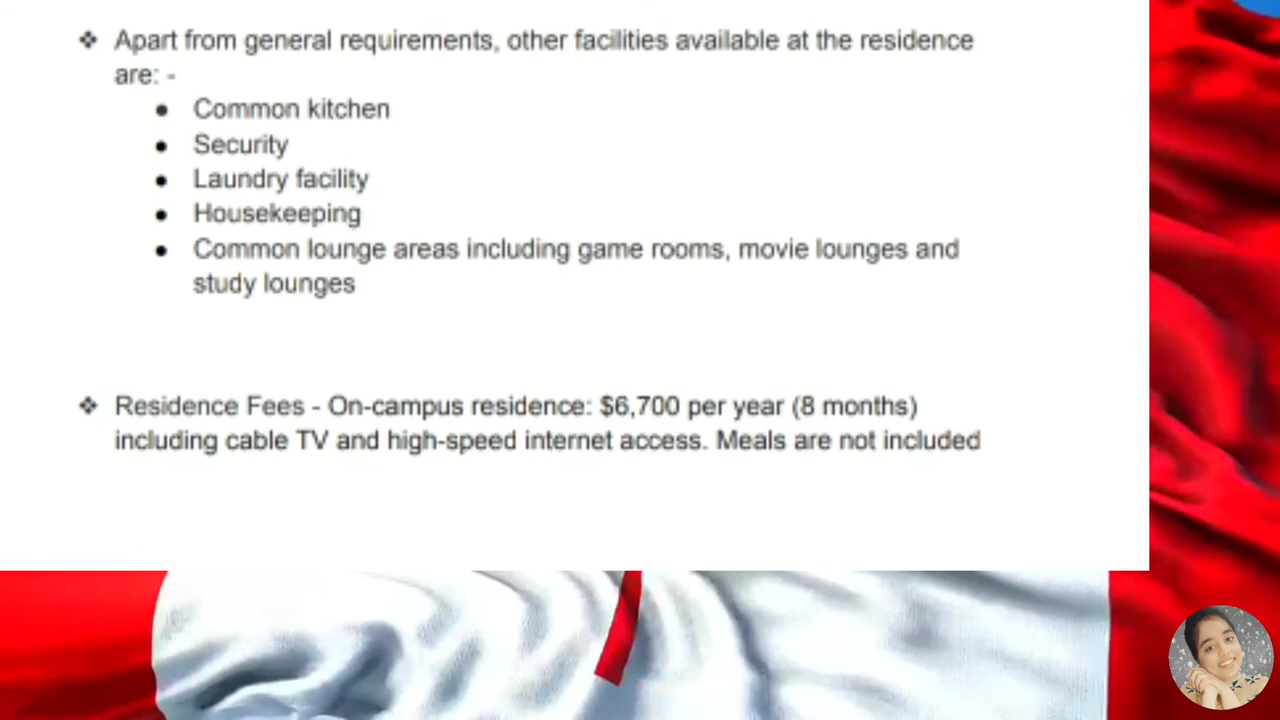 ❖ Apart from general requirements, other facilities available at the residence
are: -
● Common kitchen
● Security
● Laundry facility
● Housekeeping
● Common lounge areas including game rooms, movie lounges and
study lounges
❖ Residence Fees - On-campus residence: $6,700 per year (8 months)
including cable TV and high-speed internet access. Meals are not included